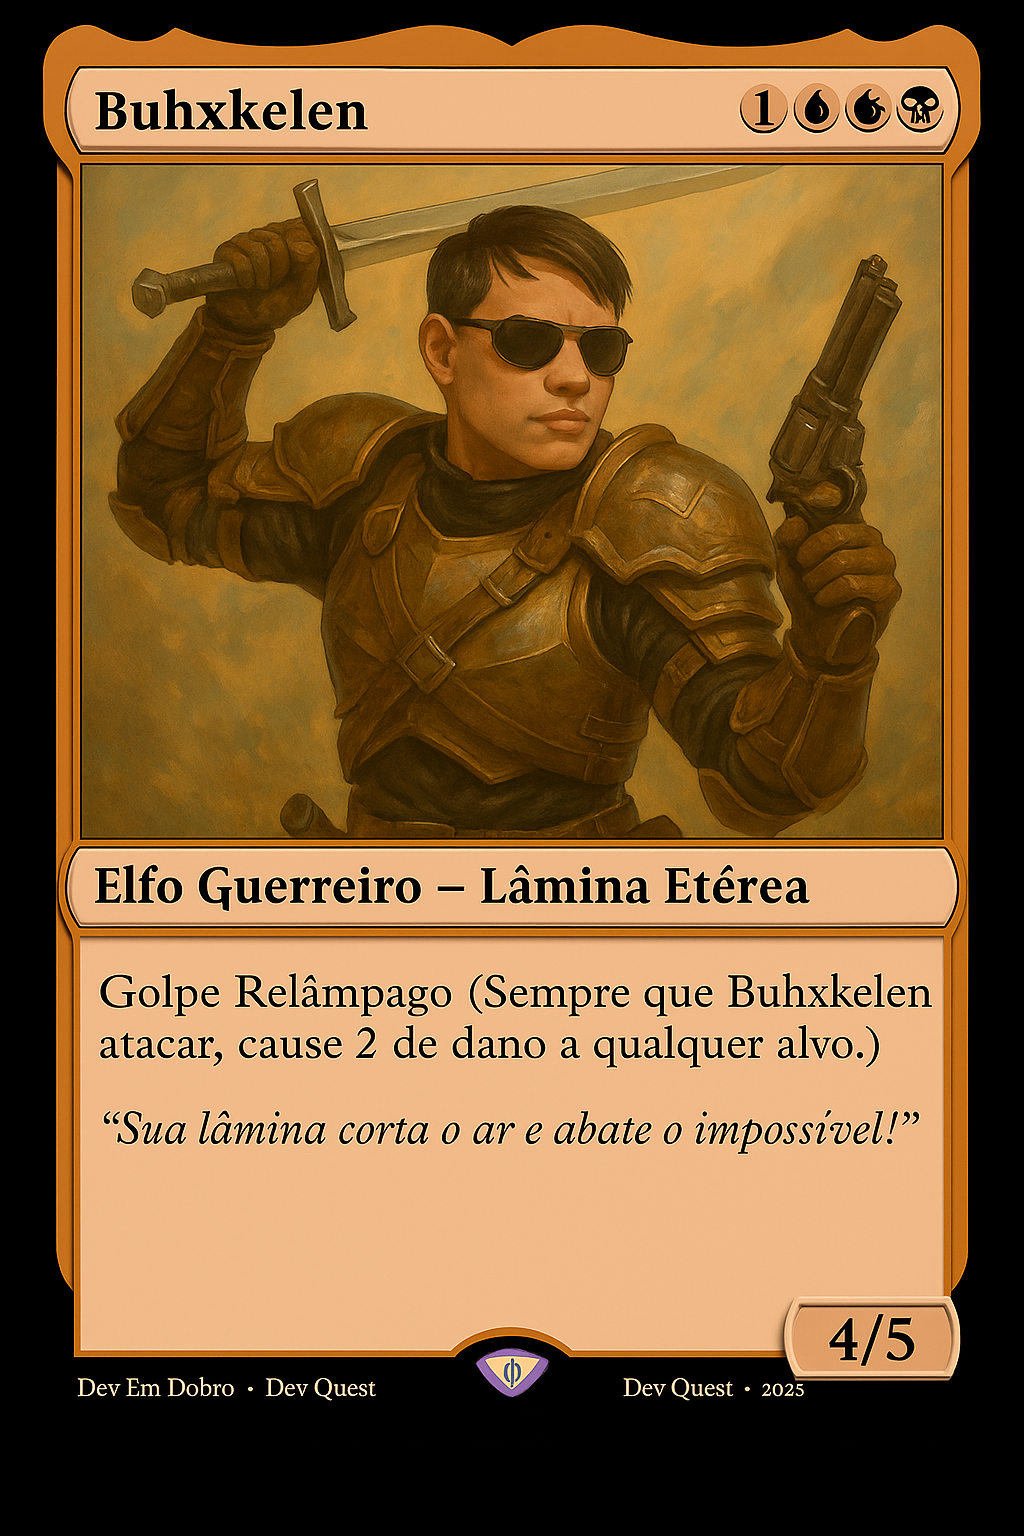 Buhxkelen 1
Elfo Guerreiro – Lâmina Etérea
Golpe Relâmpago (Sempre que Buhxkelen
atacar, cause 2 de dano a qualquer alvo.)
“Sua lâmina corta o ar e abate o impossível!”
4/5
Dev Em Dobro • Dev Quest
Dev Quest • 2025